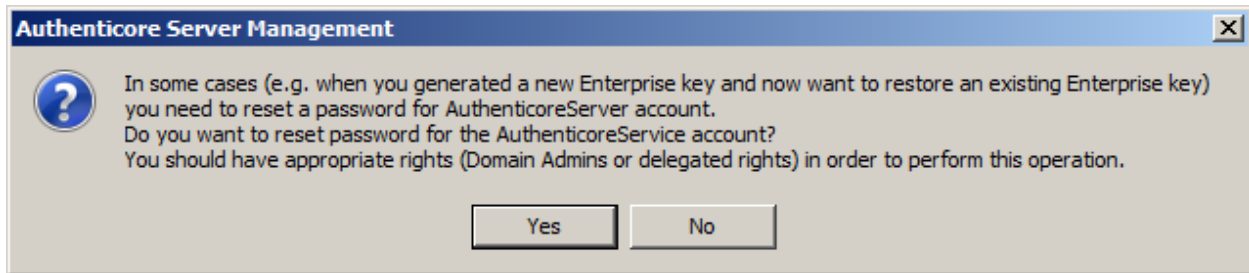 Authenticore Server Management
In some cases (e.g. when you generated a new Enterprise key and now want to restore an existing Enterprise key)
you need to reset a password for AuthenticoreServer account.
Do you want to reset password for the AuthenticoreService account?
You should have appropriate rights (Domain Admins or delegated rights) in order to perform this operation.
Yes No